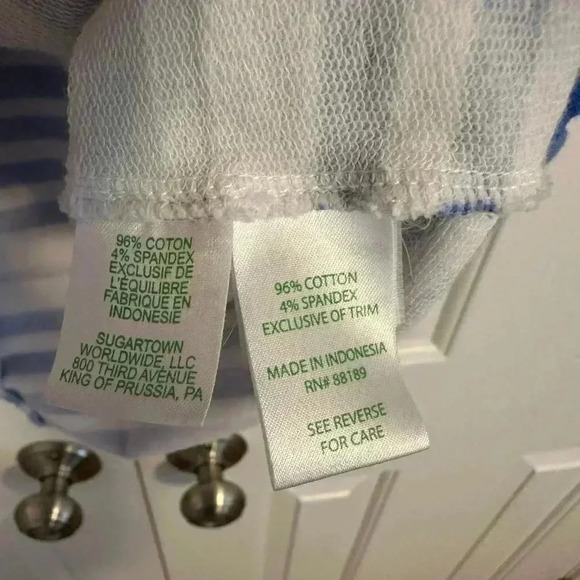 96% COTON
4% SPANDEX
EXCLUSIF DE
L'ÉQUILIBRE
FABRIQUE EN
INDONESIE
SUGARTOWN
WORLDWIDE, LLC
800 THIRD AVENUE
KING OF PRUSSIA, PA
96% COTTON
4% SPANDEX
EXCLUSIVE OF TRIM
MADE IN INDONESIA
RN# 88189
SEE REVERSE
FOR CARE